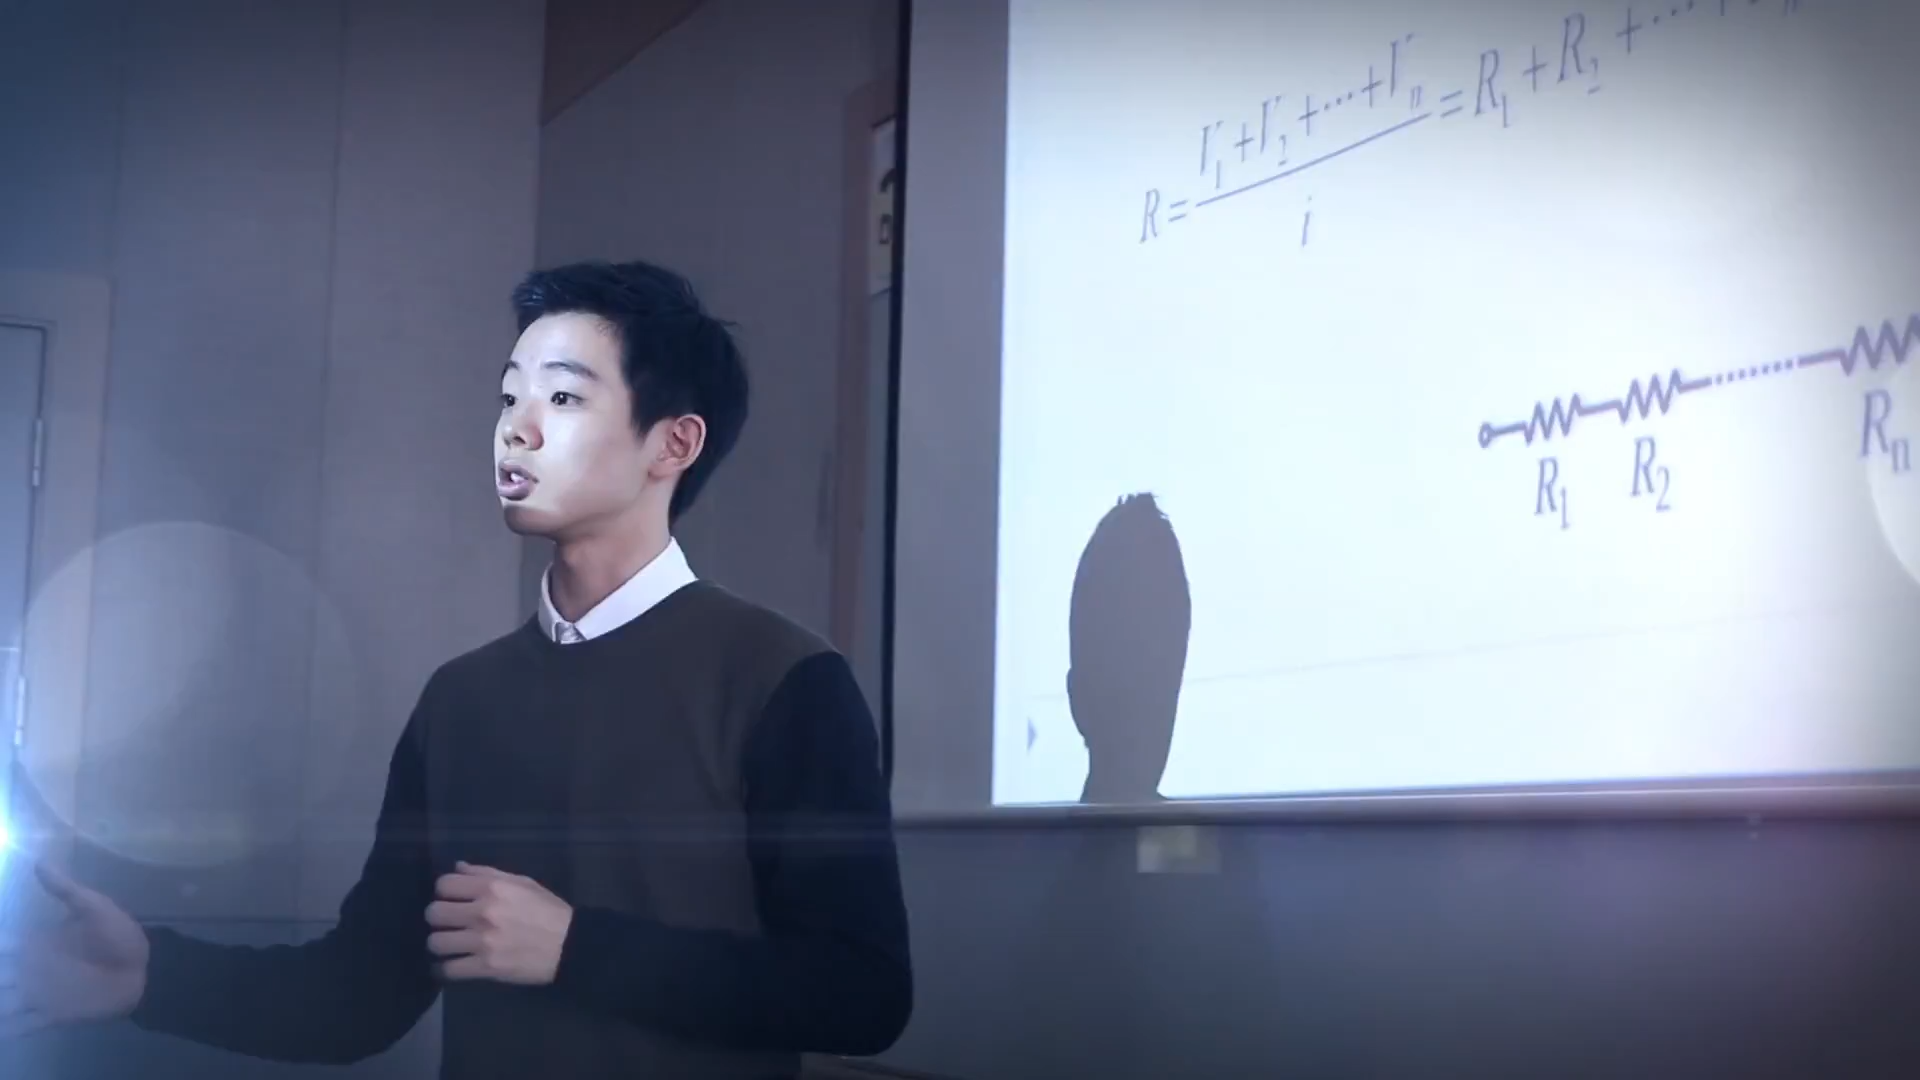 R = (V₁+V₂+···+Vₙ)/i = R₁+R₂+···+
R₁ R₂ Rₙ